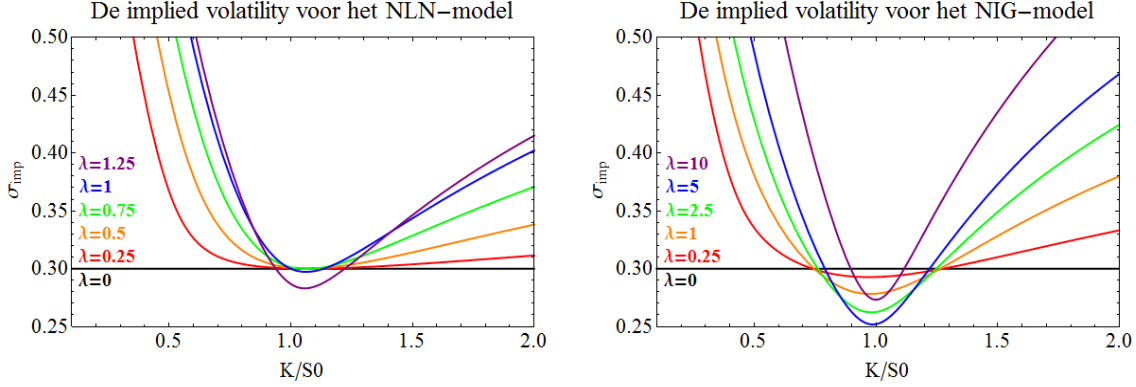 De implied volatility voor het NLN−model
0.50
0.45
0.40
0.35
0.30
0.25
σimp
λ=1.25
λ=1
λ=0.75
λ=0.5
λ=0.25
λ=0
0.5
1.0
1.5
2.0
K/S0
De implied volatility voor het NIG−model
0.50
0.45
0.40
0.35
0.30
0.25
σimp
λ=10
λ=5
λ=2.5
λ=1
λ=0.25
λ=0
0.5
1.0
1.5
2.0
K/S0